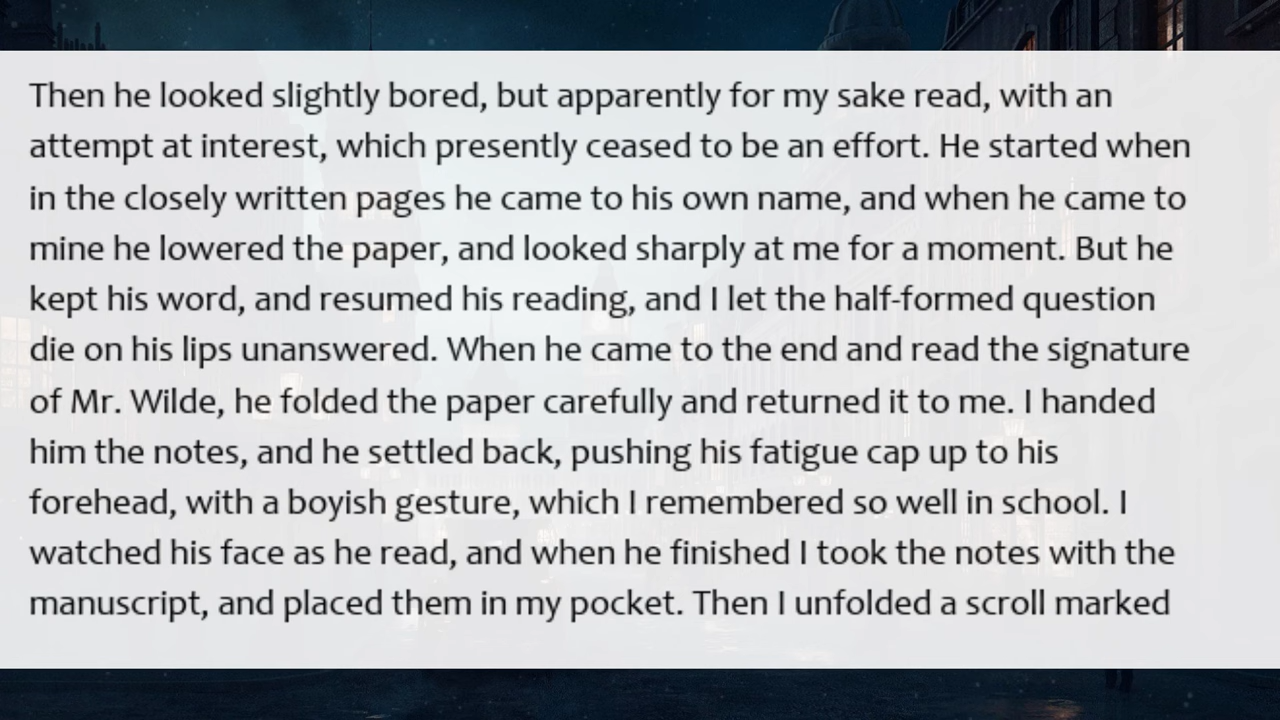 Then he looked slightly bored, but apparently for my sake read, with an
attempt at interest, which presently ceased to be an effort. He started when
in the closely written pages he came to his own name, and when he came to
mine he lowered the paper, and looked sharply at me for a moment. But he
kept his word, and resumed his reading, and I let the half-formed question
die on his lips unanswered. When he came to the end and read the signature
of Mr. Wilde, he folded the paper carefully and returned it to me. I handed
him the notes, and he settled back, pushing his fatigue cap up to his
forehead, with a boyish gesture, which I remembered so well in school. I
watched his face as he read, and when he finished I took the notes with the
manuscript, and placed them in my pocket. Then I unfolded a scroll marked